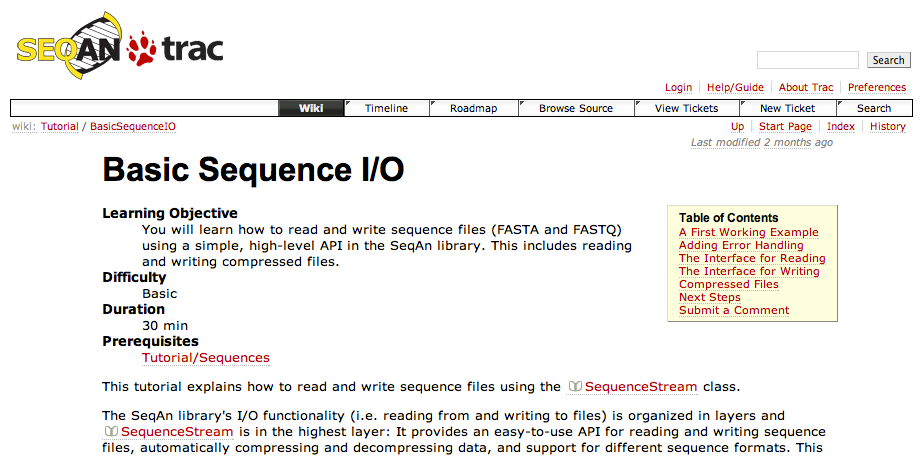 SEQAN trac
Search
Login Help/Guide About Trac Preferences
Wiki Timeline Roadmap Browse Source View Tickets New Ticket Search
wiki: Tutorial / BasicSequenceIO
Up Start Page Index History
Last modified 2 months ago
Basic Sequence I/O
Learning Objective
You will learn how to read and write sequence files (FASTA and FASTQ)
using a simple, high-level API in the SeqAn library. This includes reading
and writing compressed files.
Difficulty
Basic
Duration
30 min
Prerequisites
Tutorial/Sequences
Table of Contents
A First Working Example
Adding Error Handling
The Interface for Reading
The Interface for Writing
Compressed Files
Next Steps
Submit a Comment
This tutorial explains how to read and write sequence files using the SequenceStream class.
The SeqAn library's I/O functionality (i.e. reading from and writing to files) is organized in layers and
SequenceStream is in the highest layer: It provides an easy-to-use API for reading and writing sequence
files, automatically compressing and decompressing data, and support for different sequence formats. This